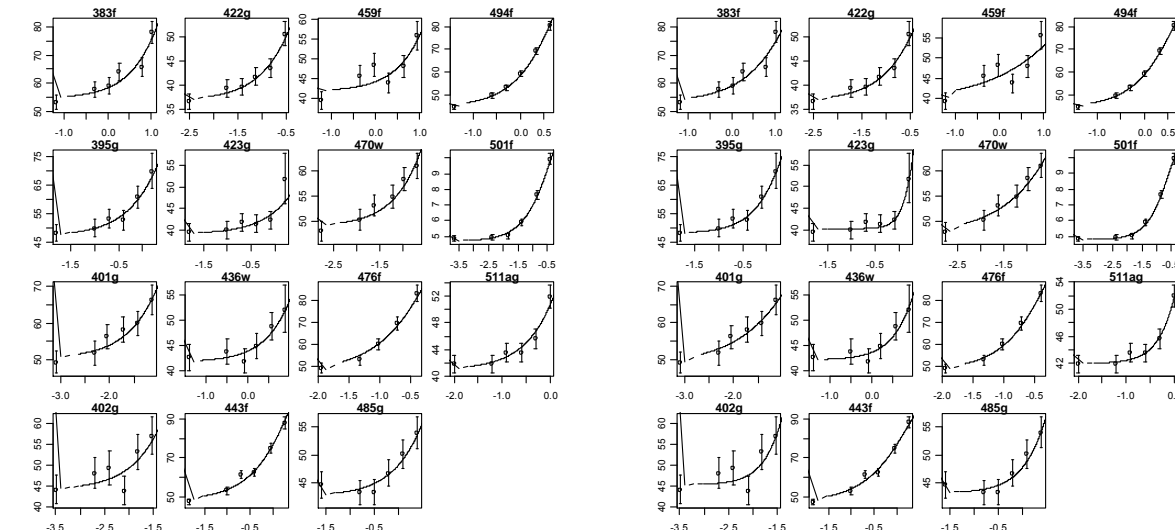 383f 422g 459f 494f 383f 422g 459f 494f
50 60 70 80 35 40 45 50 40 45 50 55 60 50 60 70 80 50 60 70 80 30 35 40 45 50 40 45 50 55 50 60 70 80
-1.0 0.0 1.0 -2.5 -1.5 -0.5 -1.0 0.0 1.0 -1.0 0.0 0.5 -1.0 0.0 1.0 -2.5 -1.5 -0.5 -1.0 0.0 1.0 -1.0 0.0 0.5
395g 423g 470w 501f 395g 423g 470w 501f
45 55 65 75 40 45 50 55 50 55 60 5 6 7 8 9 45 55 65 75 40 45 50 55 50 55 60 5 6 7 8 9
-1.5 -0.5 -1.5 -0.5 -2.5 -1.5 -3.5 -2.5 -1.5 -0.5 -1.5 -0.5 -1.5 -0.5 -2.5 -1.5 -3.5 -2.5 -1.5 -0.5
401g 436w 476f 511ag 401g 436w 476f 511ag
50 60 70 40 45 50 55 50 60 70 80 40 44 48 52 50 60 70 40 45 50 55 50 60 70 80 42 46 50 54
-3.0 -2.0 -1.0 0.0 -2.0 -1.5 -1.0 -0.5 -2.0 -1.0 0.0 -3.0 -2.0 -1.0 0.0 -2.0 -1.5 -1.0 -0.5 -2.0 -1.0 0.0
402g 443f 485g 402g 443f 485g
40 45 50 55 60 50 70 90 40 45 50 55 40 45 50 55 60 50 70 90 45 50 55
-3.5 -2.5 -1.5 -1.5 -0.5 -1.5 -0.5 -3.5 -2.5 -1.5 -1.5 -0.5 -1.5 -0.5